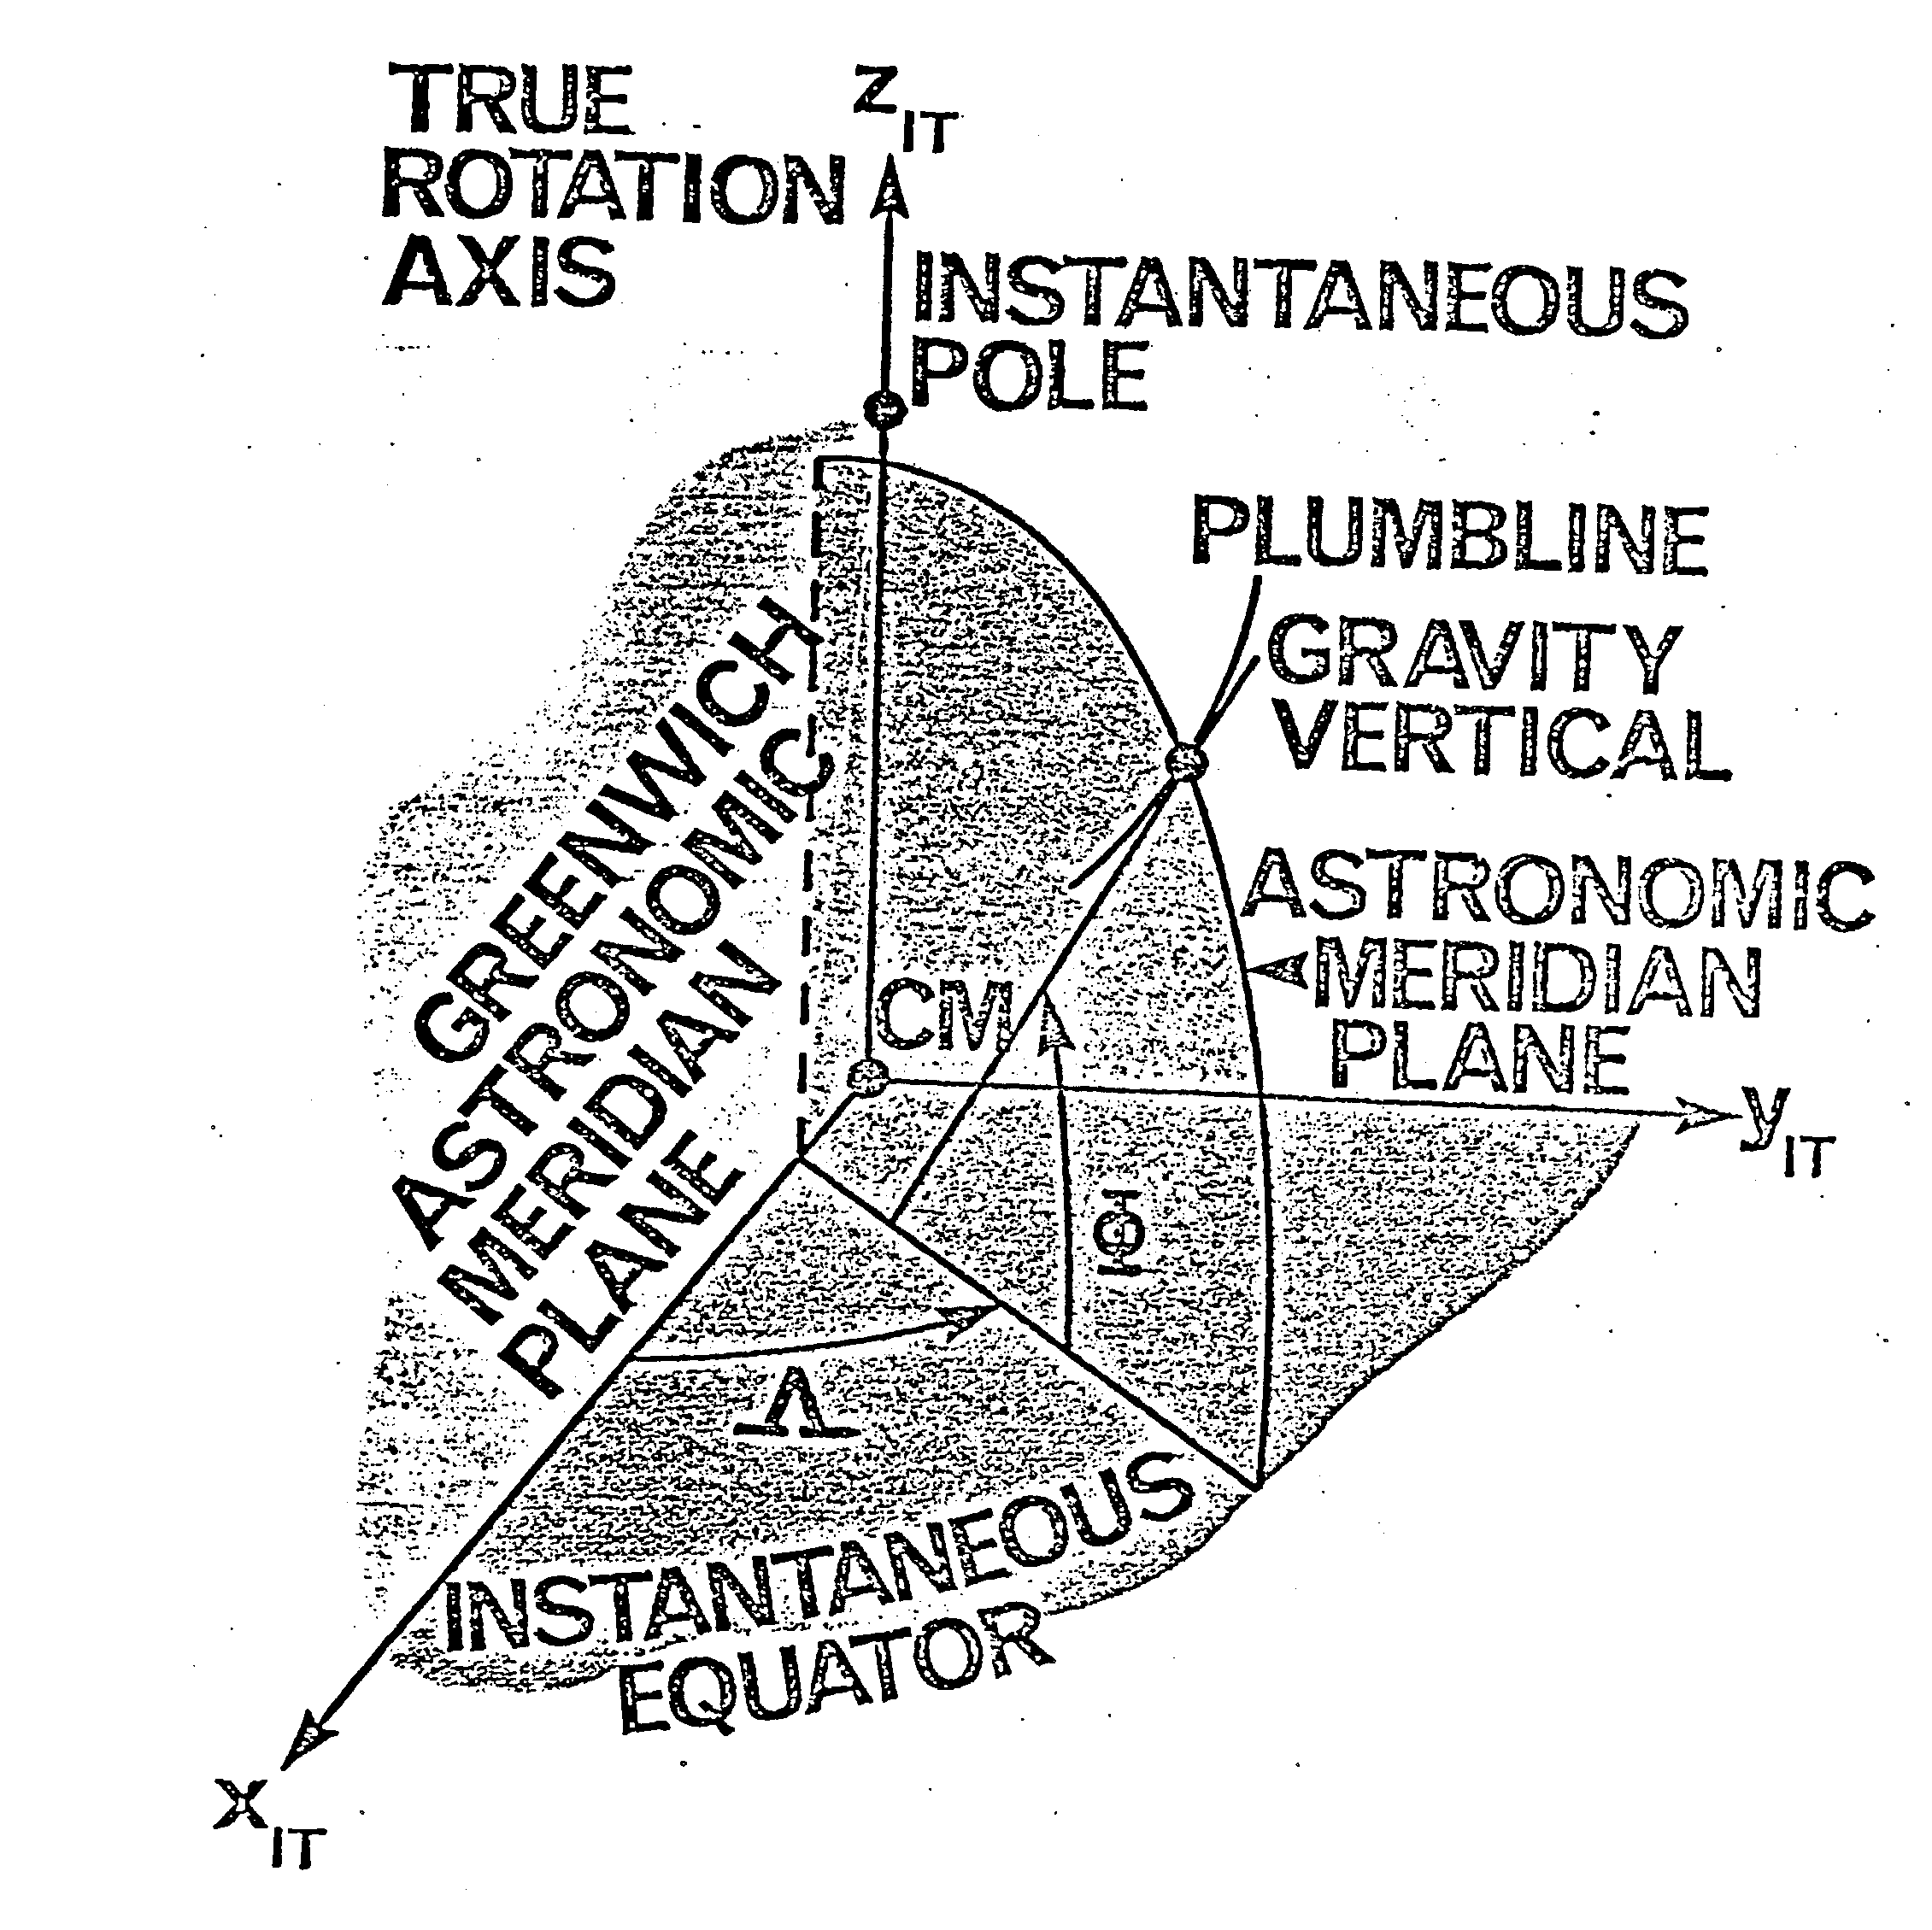 TRUE
ROTATION
AXIS
Z IT
INSTANTANEOUS
POLE
PLUMBLINE
GRAVITY
VERTICAL
GREENWICH
ASTRONOMIC
MERIDIAN
PLANE
ASTRONOMIC
MERIDIAN
PLANE
CM
y IT
Φ
Λ
INSTANTANEOUS
EQUATOR
X IT